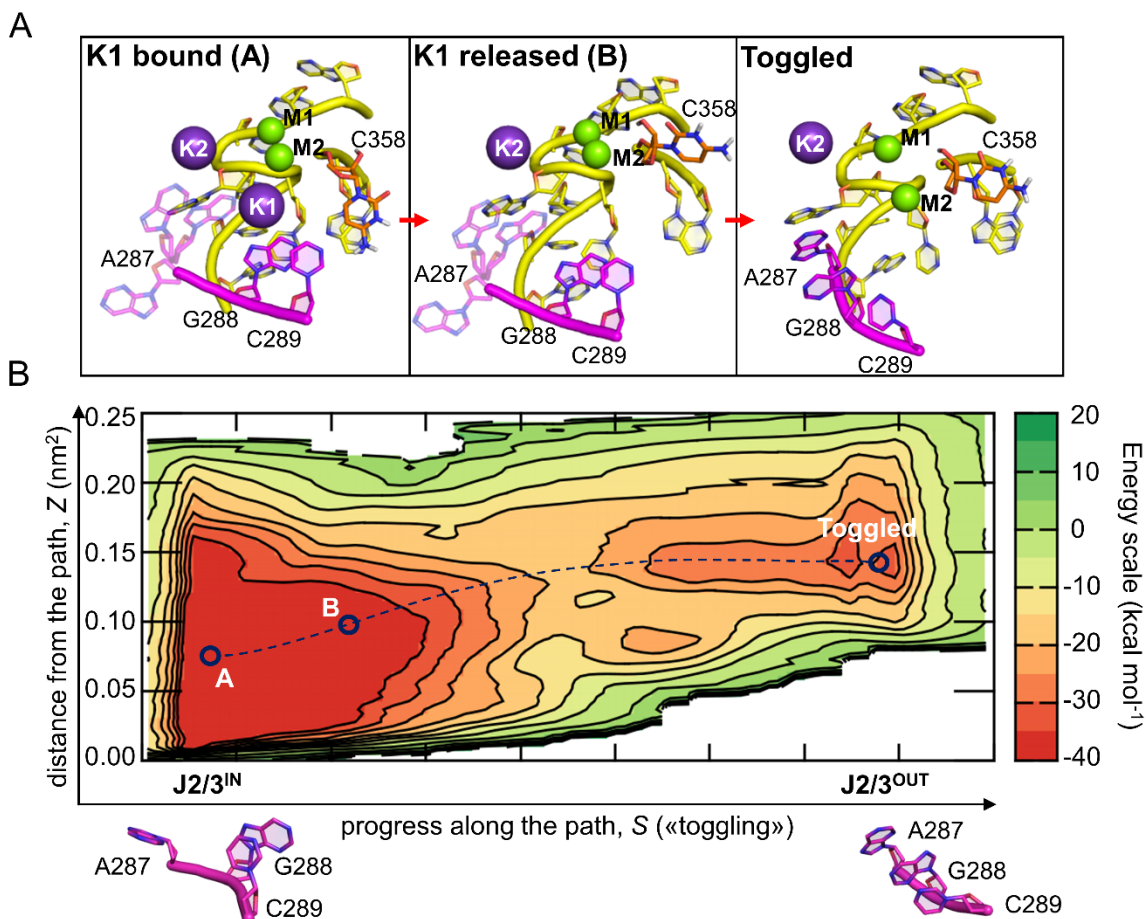 A
K1 bound (A)
K1 released (B)
Toggled
M1
K2
M2
C358
K1
A287
G288
C289
M1
K2
M2
C358
A287
G288
C289
K2
M1
C358
M2
A287
G288
C289
B
distance from the path, Z (nm²)
0.25
0.20
0.15
0.10
0.05
0.00
Toggled
B
A
20
10
0
-10
-20
-30
-40
Energy scale (kcal mol⁻¹)
J2/3ᴵᴺ
J2/3ᴼᵁᵀ
progress along the path, S («toggling»)
A287
G288
C289
A287
G288
C289